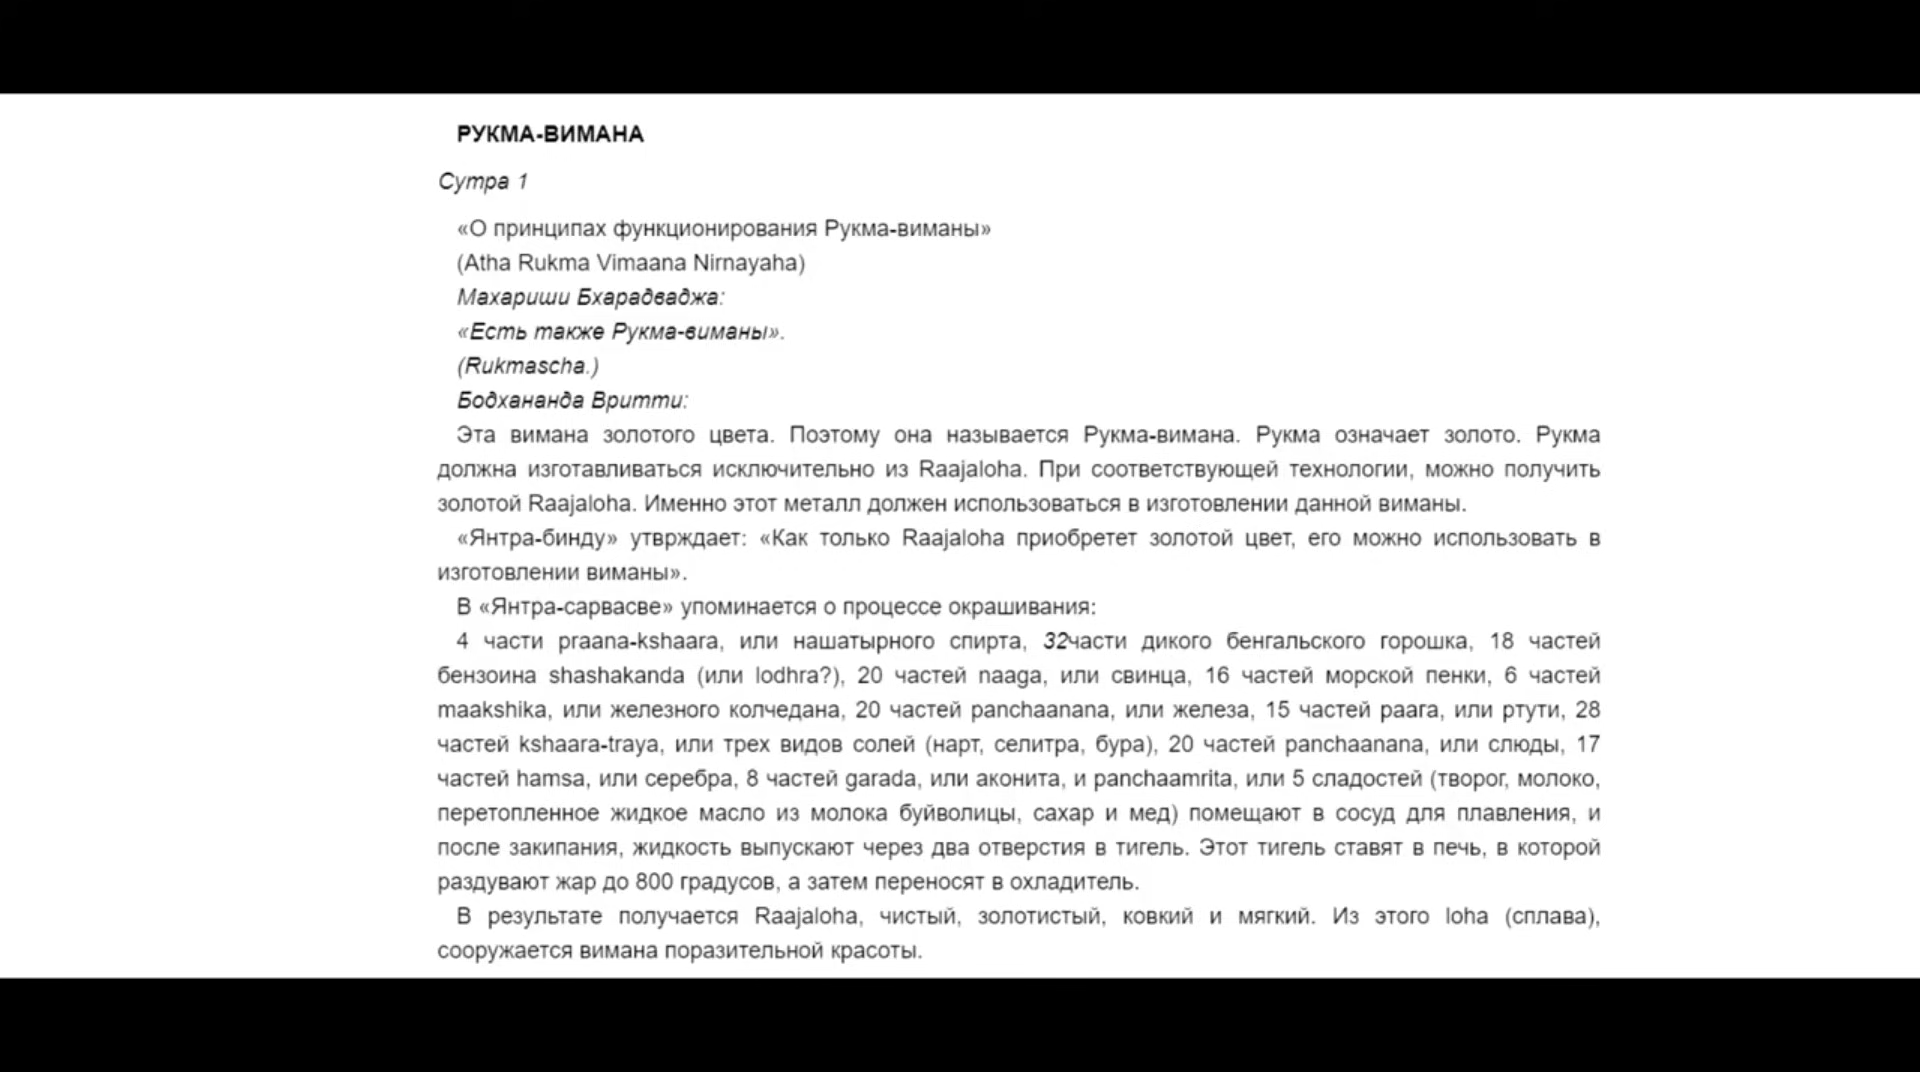 РУКМА-ВИМАНА
Сутра 1
«О принципах функционирования Рукма-виманы»
(Atha Rukma Vimaana Nirnayaha)
Махариши Бхарадваджа:
«Есть также Рукма-виманы».
(Rukmascha.)
Бодхананда Вритти:
Эта вимана золотого цвета. Поэтому она называется Рукма-вимана. Рукма означает золото. Рукма
должна изготавливаться исключительно из Raajaloha. При соответствующей технологии, можно получить
золотой Raajaloha. Именно этот металл должен использоваться в изготовлении данной виманы.
«Янтра-бинду» утврждает: «Как только Raajaloha приобретет золотой цвет, его можно использовать в
изготовлении виманы».
В «Янтра-сарвасве» упоминается о процессе окрашивания:
4 части praana-kshaara, или нашатырного спирта, 32части дикого бенгальского горошка, 18 частей
бензоина shashakanda (или lodhra?), 20 частей naaga, или свинца, 16 частей морской пенки, 6 частей
maakshika, или железного колчедана, 20 частей panchaanana, или железа, 15 частей paara, или ртути, 28
частей kshaara-traya, или трех видов солей (нарт, селитра, бура), 20 частей panchaanana, или слюды, 17
частей hamsa, или серебра, 8 частей garada, или аконита, и panchaamrita, или 5 сладостей (творог, молоко,
перетопленное жидкое масло из молока буйволицы, сахар и мед) помещают в сосуд для плавления, и
после закипания, жидкость выпускают через два отверстия в тигель. Этот тигель ставят в печь, в которой
раздувают жар до 800 градусов, а затем переносят в охладитель.
В результате получается Raajaloha, чистый, золотистый, ковкий и мягкий. Из этого loha (сплава),
сооружается вимана поразительной красоты.